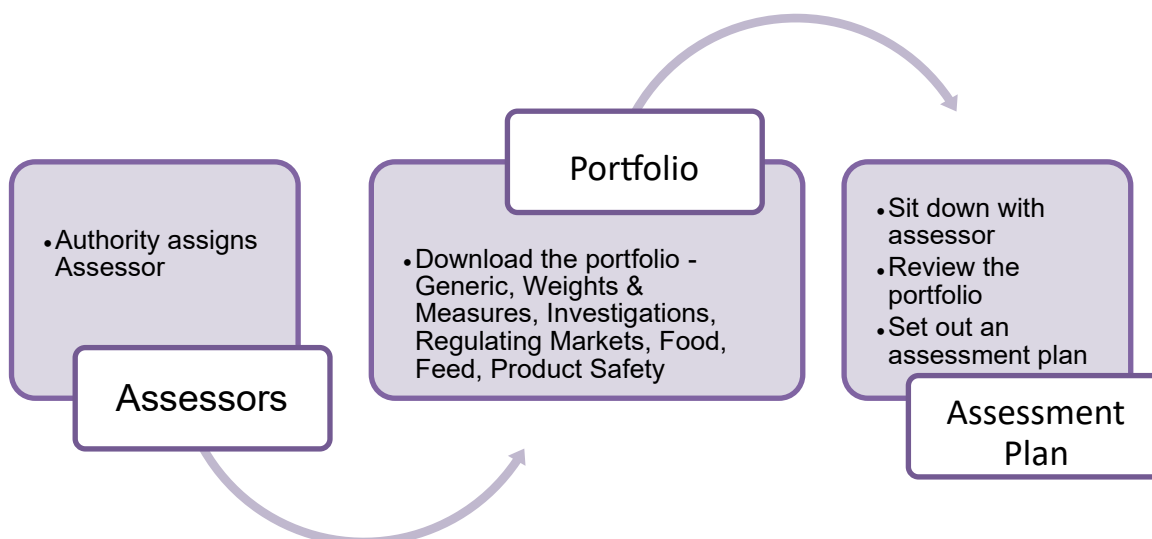 •Authority assigns
Assessor
Assessors
Portfolio
•Download the portfolio -
Generic, Weights &
Measures, Investigations,
Regulating Markets, Food,
Feed, Product Safety
•Sit down with
assessor
•Review the
portfolio
•Set out an
assessment plan
Assessment
Plan